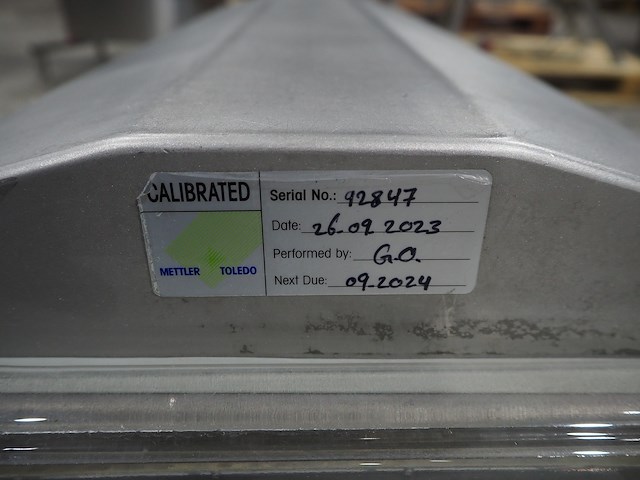 CALIBRATED
METTLER TOLEDO
Serial No.: 92847
Date: 26.09.2023
Performed by: G.O.
Next Due: 09.2024